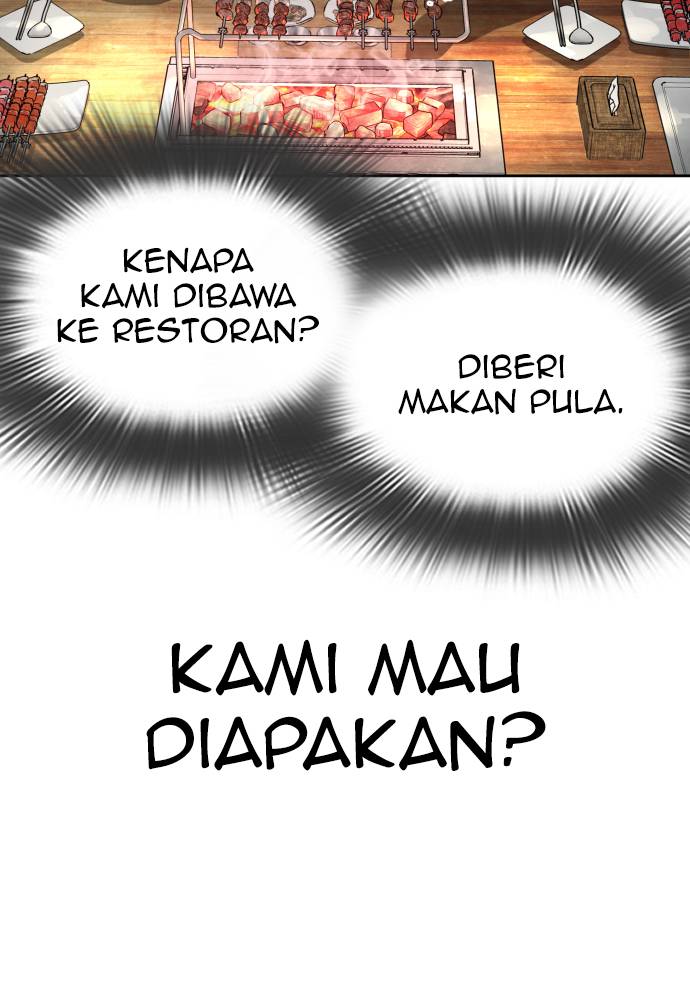 KENAPA
KAMI DIBAWA
KE RESTORAN?
DIBERI
MAKAN PULA.
KAMI MAU
DIAPAKAN?